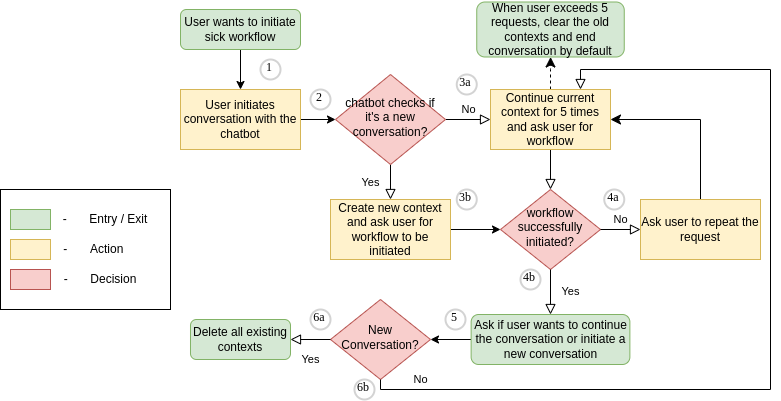 User wants to initiate
sick workflow
When user exceeds 5
requests, clear the old
contexts and end
conversation by default
1
2
3a
User initiates
conversation with the
chatbot
chatbot checks if
it's a new
conversation?
No
Continue current
context for 5 times
and ask user for
workflow
Yes
3b
4a
Create new context
and ask user for
workflow to be
initiated
workflow
successfully
initiated?
No
Ask user to repeat the
request
- Entry / Exit
- Action
- Decision
4b
Yes
6a
5
Delete all existing
contexts
New
Conversation?
Ask if user wants to continue
the conversation or initiate a
new conversation
Yes
6b
No